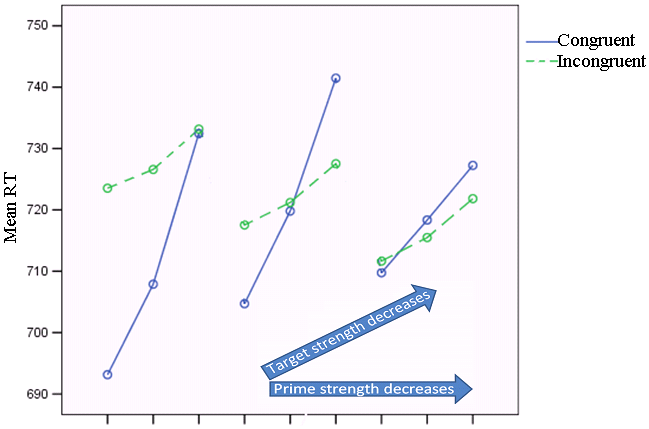 750
740
730
720
710
700
690
Mean RT
Congruent
Incongruent
Target strength decreases
Prime strength decreases